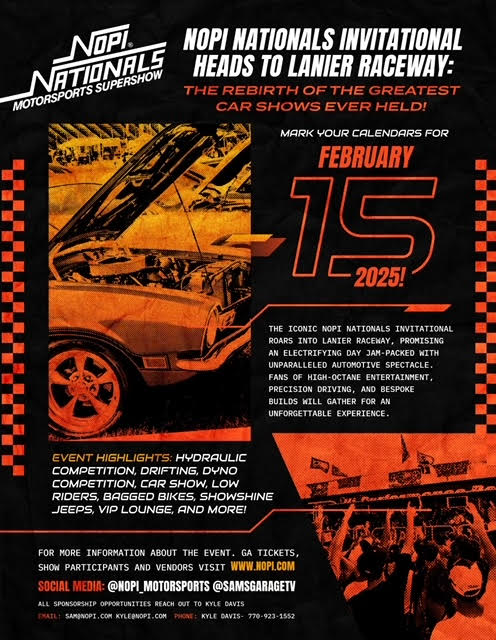 NOPI®
NATIONALS
MOTORSPORTS SUPERSHOW
NOPI NATIONALS INVITATIONAL
HEADS TO LANIER RACEWAY:
THE REBIRTH OF THE GREATEST
CAR SHOWS EVER HELD!
MARK YOUR CALENDARS FOR
FEBRUARY
15
2025!
THE ICONIC NOPI NATIONALS INVITATIONAL
ROARS INTO LANIER RACEWAY, PROMISING
AN ELECTRIFYING DAY JAM-PACKED WITH
UNPARALLELED AUTOMOTIVE SPECTACLE.
FANS OF HIGH-OCTANE ENTERTAINMENT,
PRECISION DRIVING, AND BESPOKE
BUILDS WILL GATHER FOR AN
UNFORGETTABLE EXPERIENCE.
EVENT HIGHLIGHTS: HYDRAULIC
COMPETITION, DRIFTING, DYNO
COMPETITION, CAR SHOW, LOW
RIDERS, BAGGED BIKES, SHOWSHINE
JEEPS, VIP LOUNGE, AND MORE!
FOR MORE INFORMATION ABOUT THE EVENT. GA TICKETS,
SHOW PARTICIPANTS AND VENDORS VISIT WWW.NOPI.COM
SOCIAL MEDIA: @NOPI_MOTORSPORTS @SAMSGARAGETV
ALL SPONSORSHIP OPPORTUNITIES REACH OUT TO KYLE DAVIS
EMAIL: SAM@NOPI.COM KYLE@NOPI.COM PHONE: KYLE DAVIS- 770-923-1552